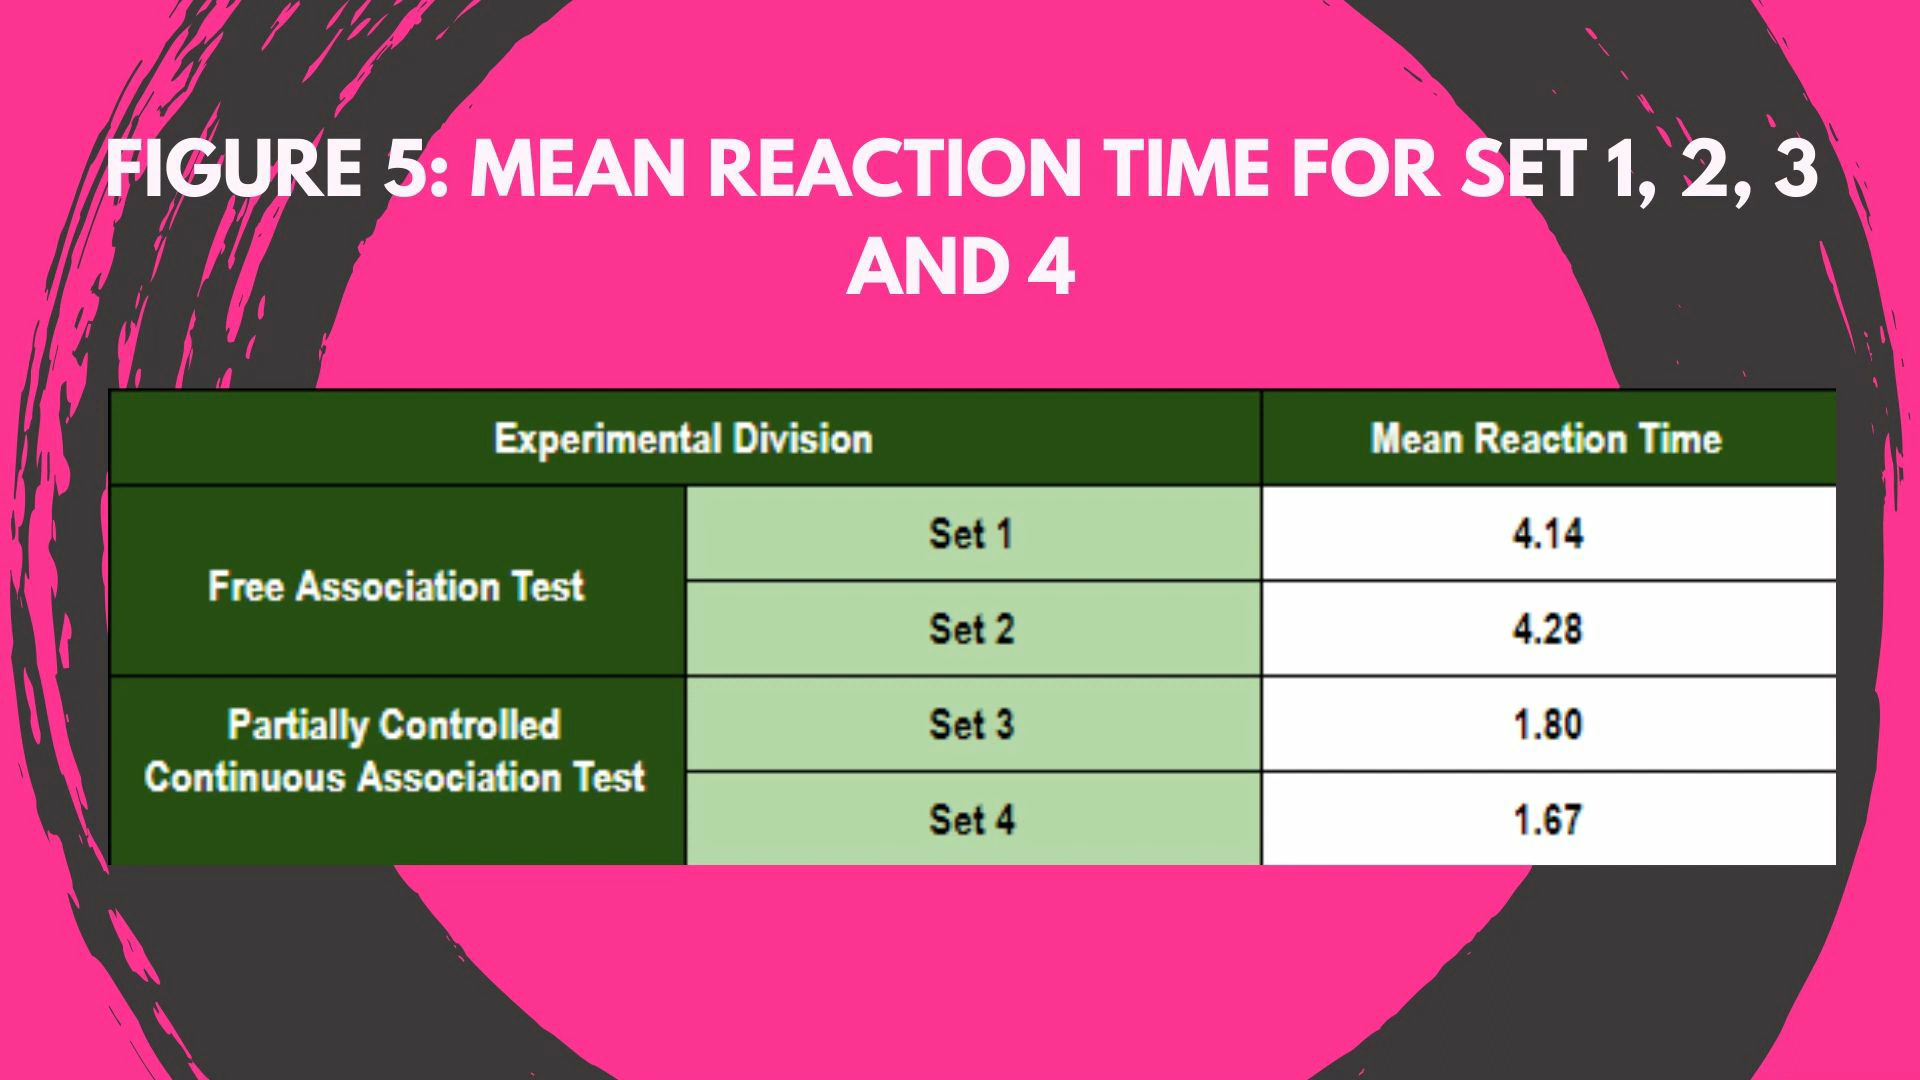 FIGURE 5: MEAN REACTION TIME FOR SET 1, 2, 3
AND 4
Experimental Division
Mean Reaction Time
Free Association Test
Set 1
4.14
Set 2
4.28
Partially Controlled
Continuous Association Test
Set 3
1.80
Set 4
1.67